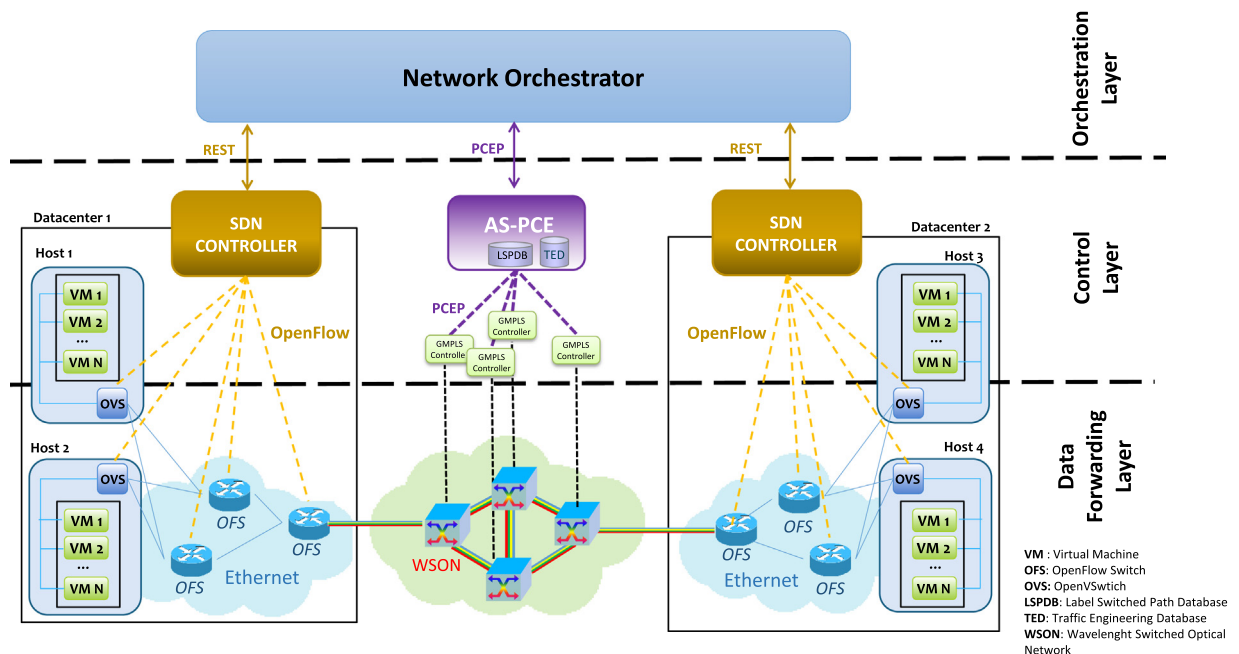 Network Orchestrator
Orchestration
Layer
REST
PCEP
REST
Datacenter 1
SDN
CONTROLLER
AS-PCE
LSPDB
TED
SDN
CONTROLLER
Datacenter 2
Control
Layer
Host 1
VM 1
VM 2
...
VM N
OVS
OpenFlow
PCEP
GMPLS
Controlle
GMPLS
Controller
GMPLS
Controller
GMPLS
Controller
OpenFlow
Host 3
VM 1
VM 2
...
VM N
OVS
Host 2
OVS
VM 1
VM 2
...
VM N
OFS
OFS
OFS
Ethernet
WSON
OFS
OFS
OFS
Ethernet
Host 4
OVS
VM 1
VM 2
...
VM N
Data
Forwarding
Layer
VM : Virtual Machine
OFS: OpenFlow Switch
OVS: OpenVSwtich
LSPDB: Label Switched Path Database
TED: Traffic Engineering Database
WSON: Wavelenght Switched Optical
Network